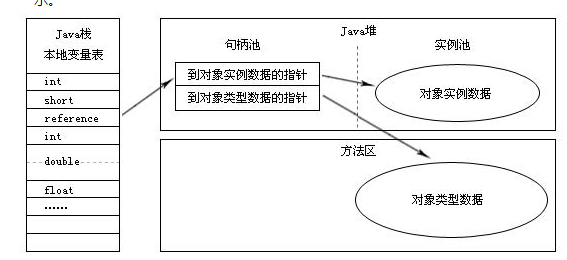 示。
Java栈
本地变量表
int
short
reference
int
double
float
......
Java堆
句柄池
实例池
到对象实例数据的指针
到对象类型数据的指针
对象实例数据
方法区
对象类型数据